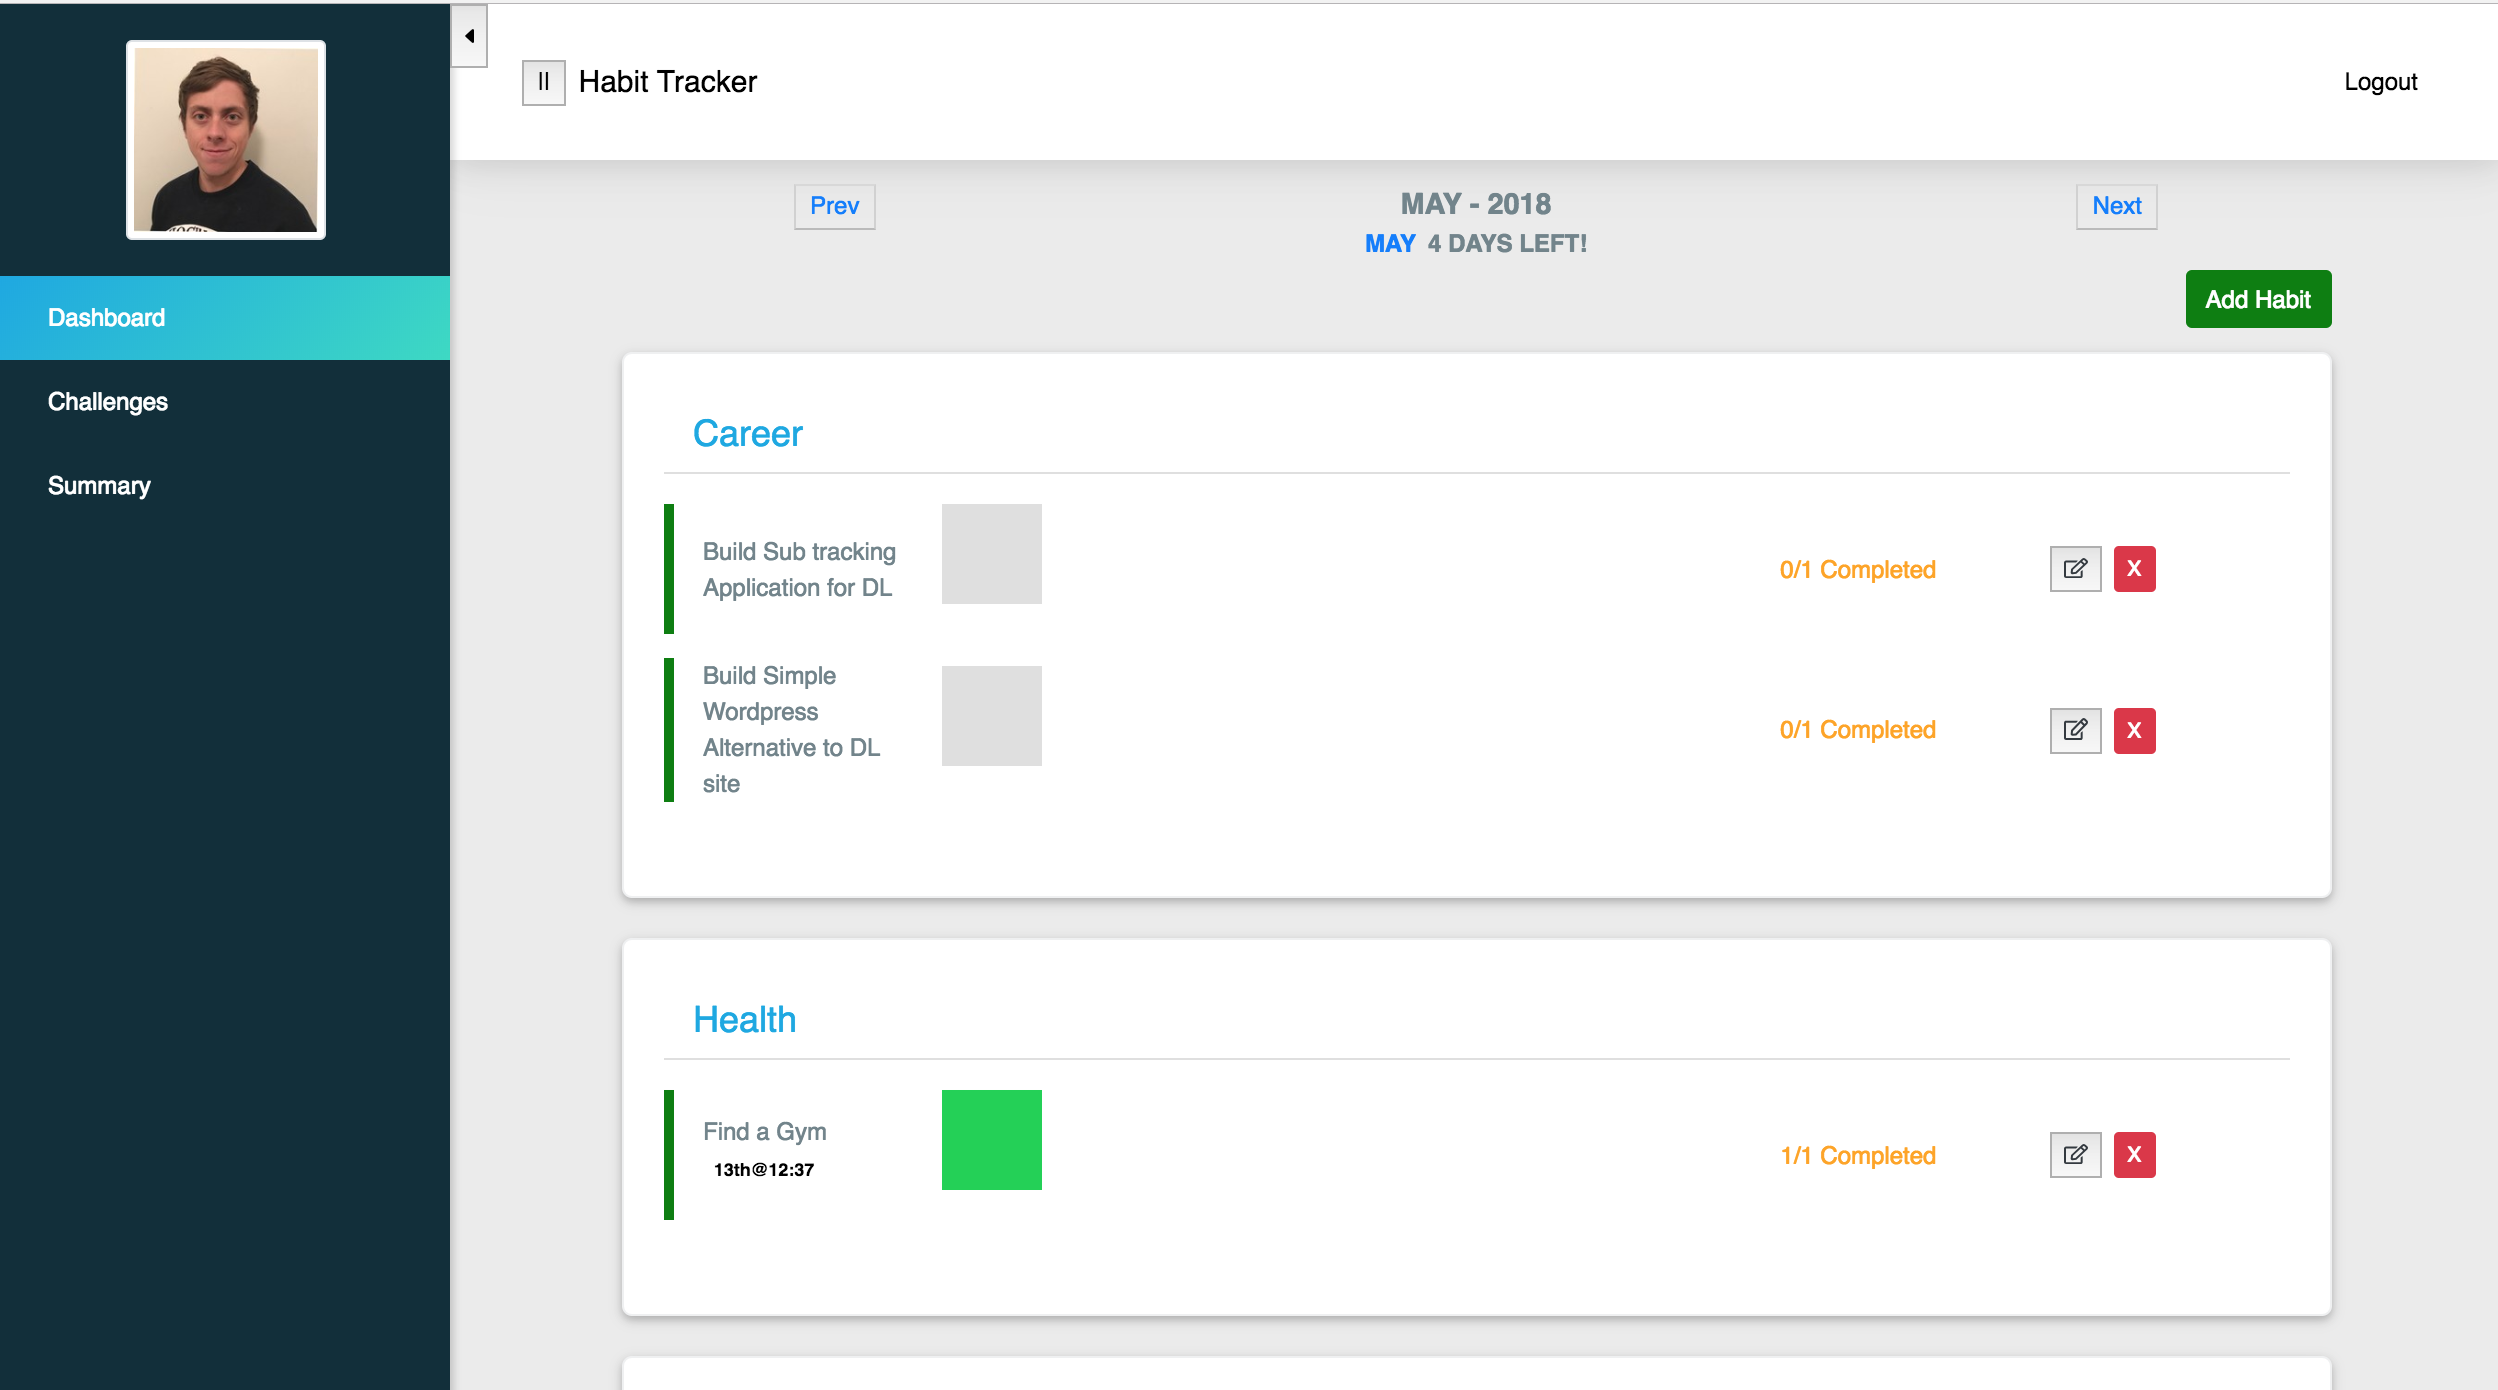 Habit Tracker
Logout
Dashboard
Challenges
Summary
Prev
MAY - 2018
Next
MAY 4 DAYS LEFT!
Add Habit
Career
Build Sub tracking
Application for DL
0/1 Completed
X
Build Simple
Wordpress
Alternative to DL
site
0/1 Completed
X
Health
Find a Gym
13th@12:37
1/1 Completed
X